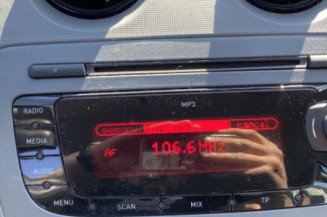 MP3
RADIO
MEDIA
AF 106.6 MHz
AUDIO
MENU SCAN MIX TP